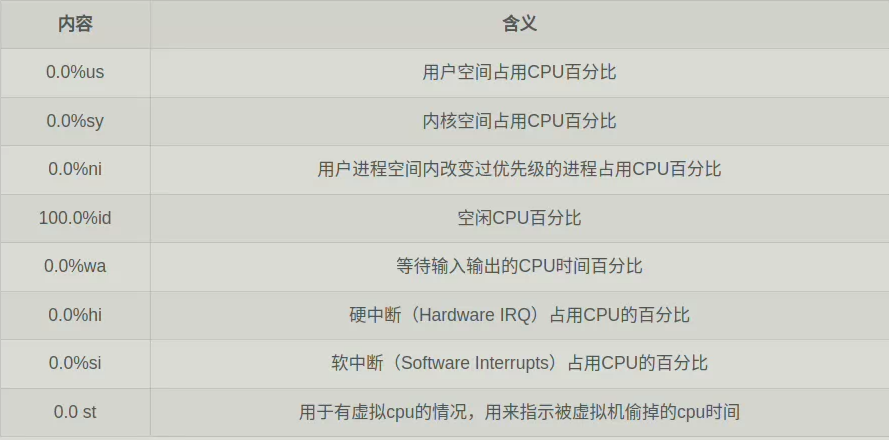 内容 含义
0.0%us 用户空间占用CPU百分比
0.0%sy 内核空间占用CPU百分比
0.0%ni 用户进程空间内改变过优先级的进程占用CPU百分比
100.0%id 空闲CPU百分比
0.0%wa 等待输入输出的CPU时间百分比
0.0%hi 硬中断（Hardware IRQ）占用CPU的百分比
0.0%si 软中断（Software Interrupts）占用CPU的百分比
0.0 st 用于有虚拟cpu的情况，用来指示被虚拟机偷掉的cpu时间